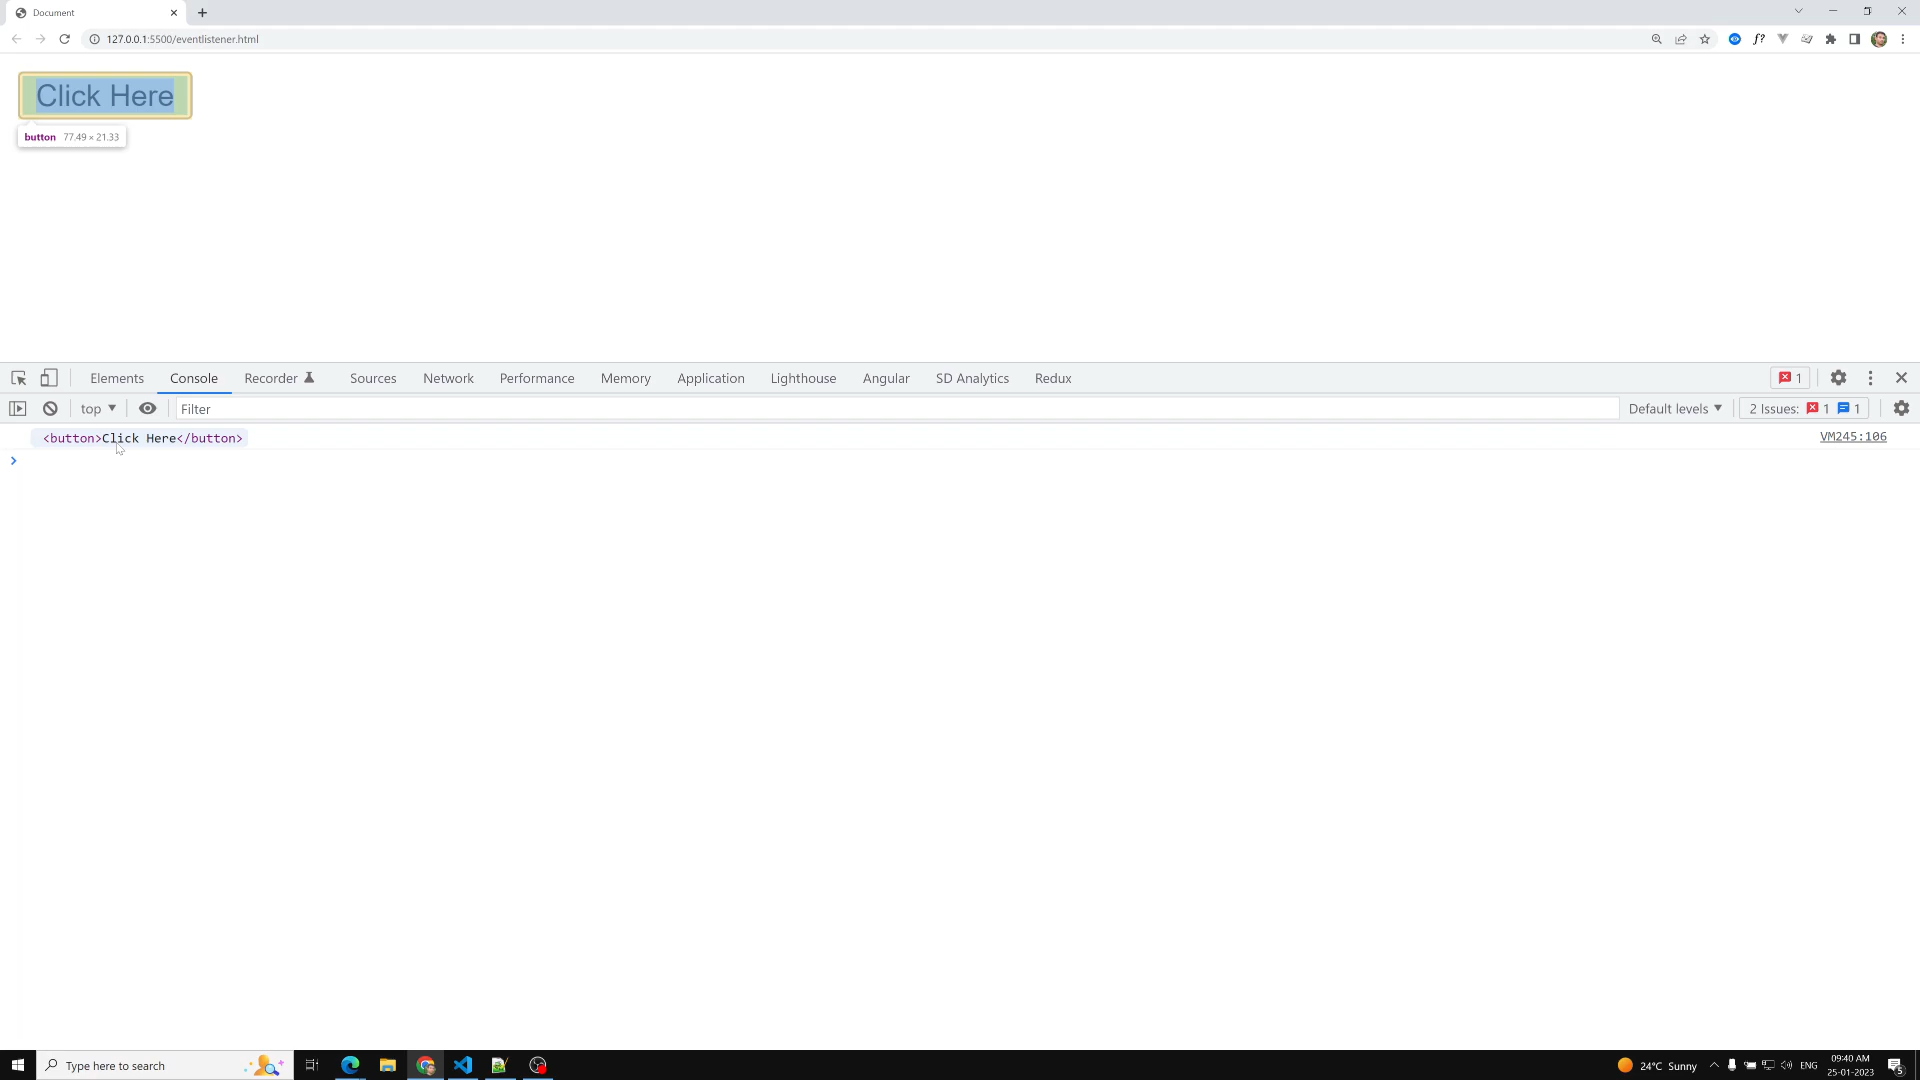 Document
127.0.0.1:5500/eventlistener.html
f?
Click Here
button 77.49 × 21.33
Elements Console Recorder Sources Network Performance Memory Application Lighthouse Angular SD Analytics Redux 1
top Filter Default levels 2 Issues: 1 1
<button>Click Here</button> VM245:106
Type here to search 24°C Sunny ENG 09:40 AM
25-01-2023 5